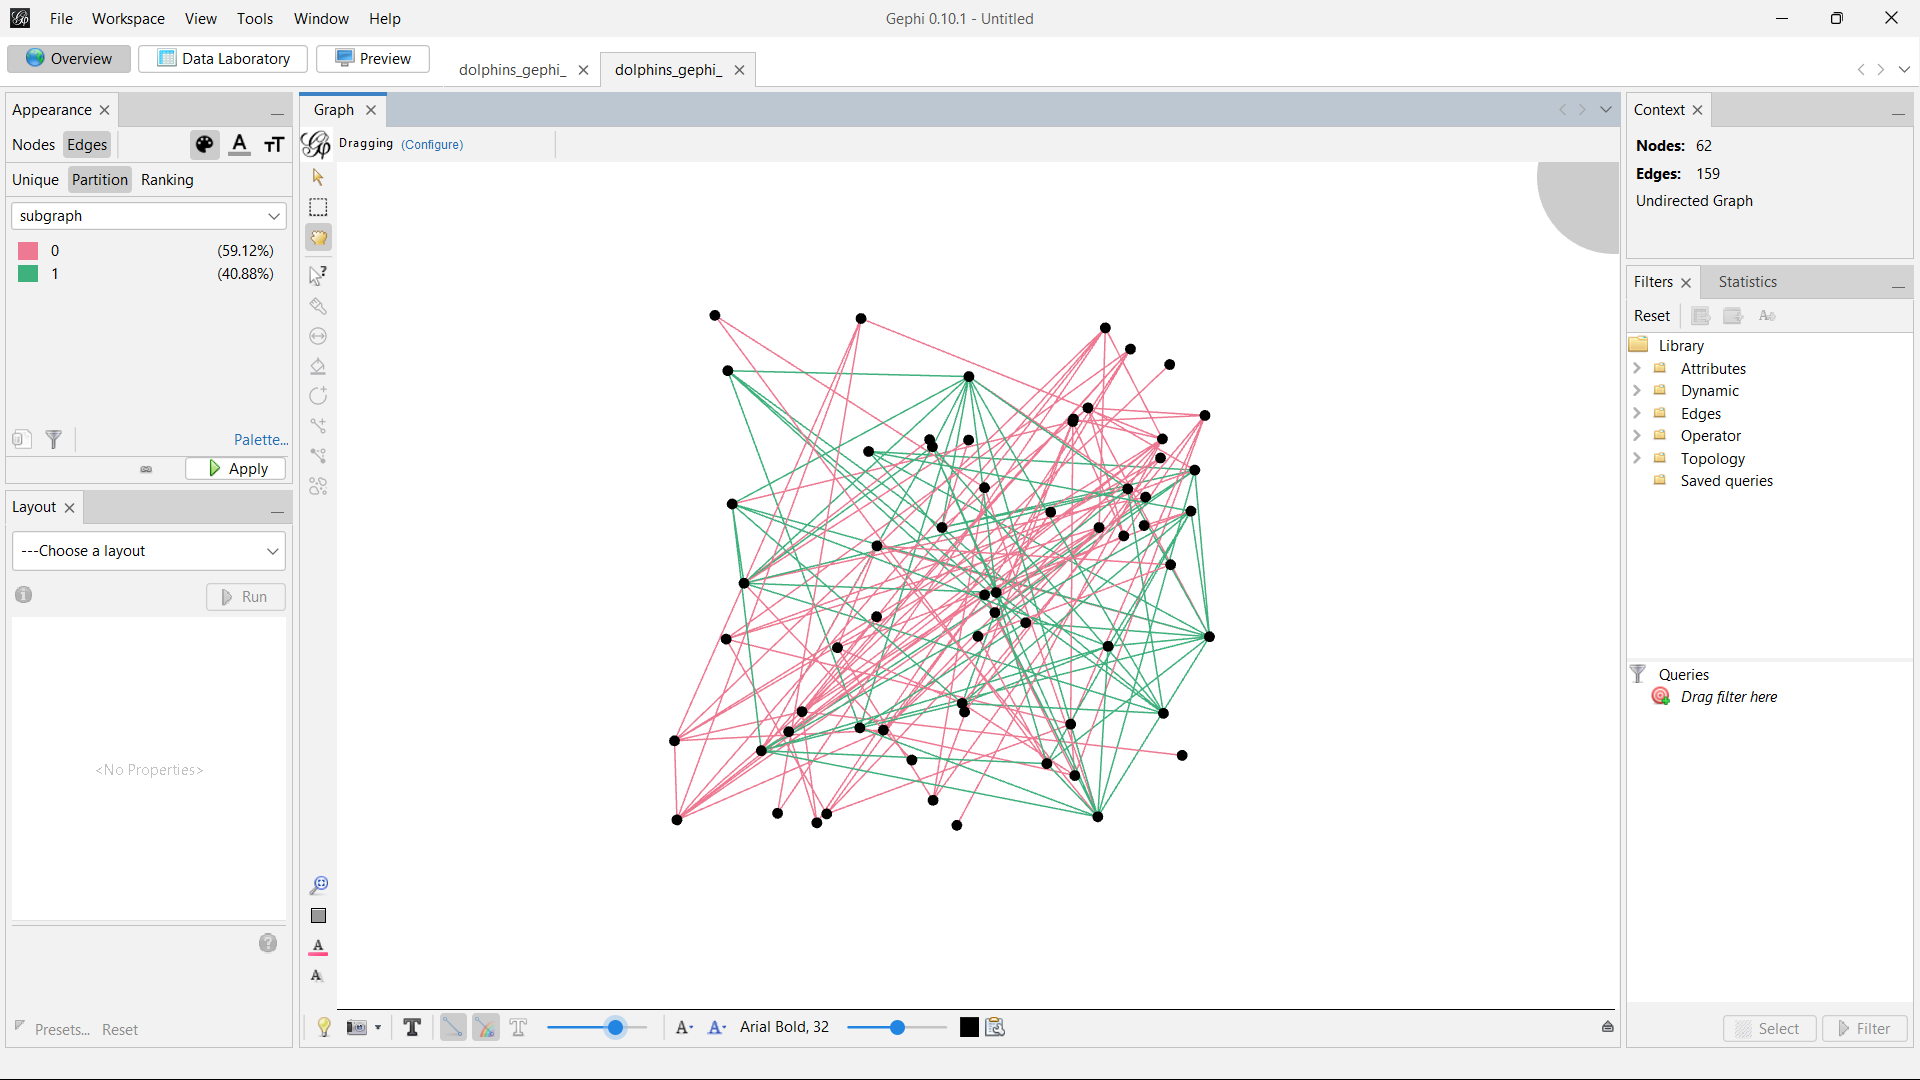 File Workspace View Tools Window Help
Gephi 0.10.1 - Untitled
Overview Data Laboratory Preview
dolphins_gephi_ dolphins_gephi_
Appearance
Nodes Edges
Unique Partition Ranking
subgraph
0 (59.12%)
1 (40.88%)
Palette...
Apply
Layout
---Choose a layout
Run
<No Properties>
Presets... Reset
Graph
Dragging (Configure)
Arial Bold, 32
Context
Nodes: 62
Edges: 159
Undirected Graph
Filters Statistics
Reset
Library
Attributes
Dynamic
Edges
Operator
Topology
Saved queries
Queries
Drag filter here
Select Filter